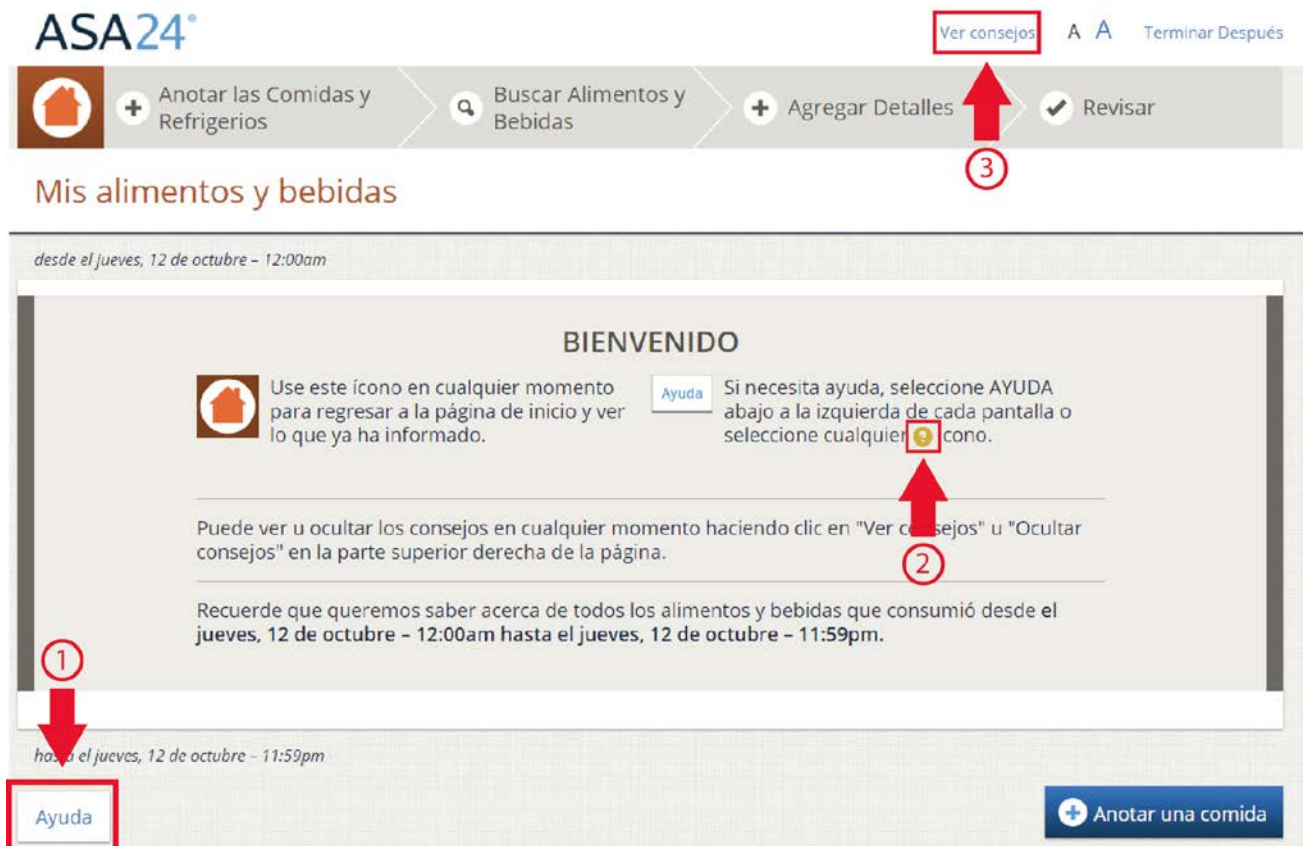 ASA24®
Ver consejos A A Terminar Después
Anotar las Comidas y
Refrigerios
Buscar Alimentos y
Bebidas
Agregar Detalles
Revisar
3
Mis alimentos y bebidas
desde el jueves, 12 de octubre – 12:00am
BIENVENIDO
Use este ícono en cualquier momento
para regresar a la página de inicio y ver
lo que ya ha informado.
Ayuda
Si necesita ayuda, seleccione AYUDA
abajo a la izquierda de cada pantalla o
seleccione cualquier ? cono.
Puede ver u ocultar los consejos en cualquier momento haciendo clic en "Ver consejos" u "Ocultar
consejos" en la parte superior derecha de la página.
2
Recuerde que queremos saber acerca de todos los alimentos y bebidas que consumió desde el
jueves, 12 de octubre – 12:00am hasta el jueves, 12 de octubre – 11:59pm.
1
hasta el jueves, 12 de octubre – 11:59pm
Ayuda
Anotar una comida